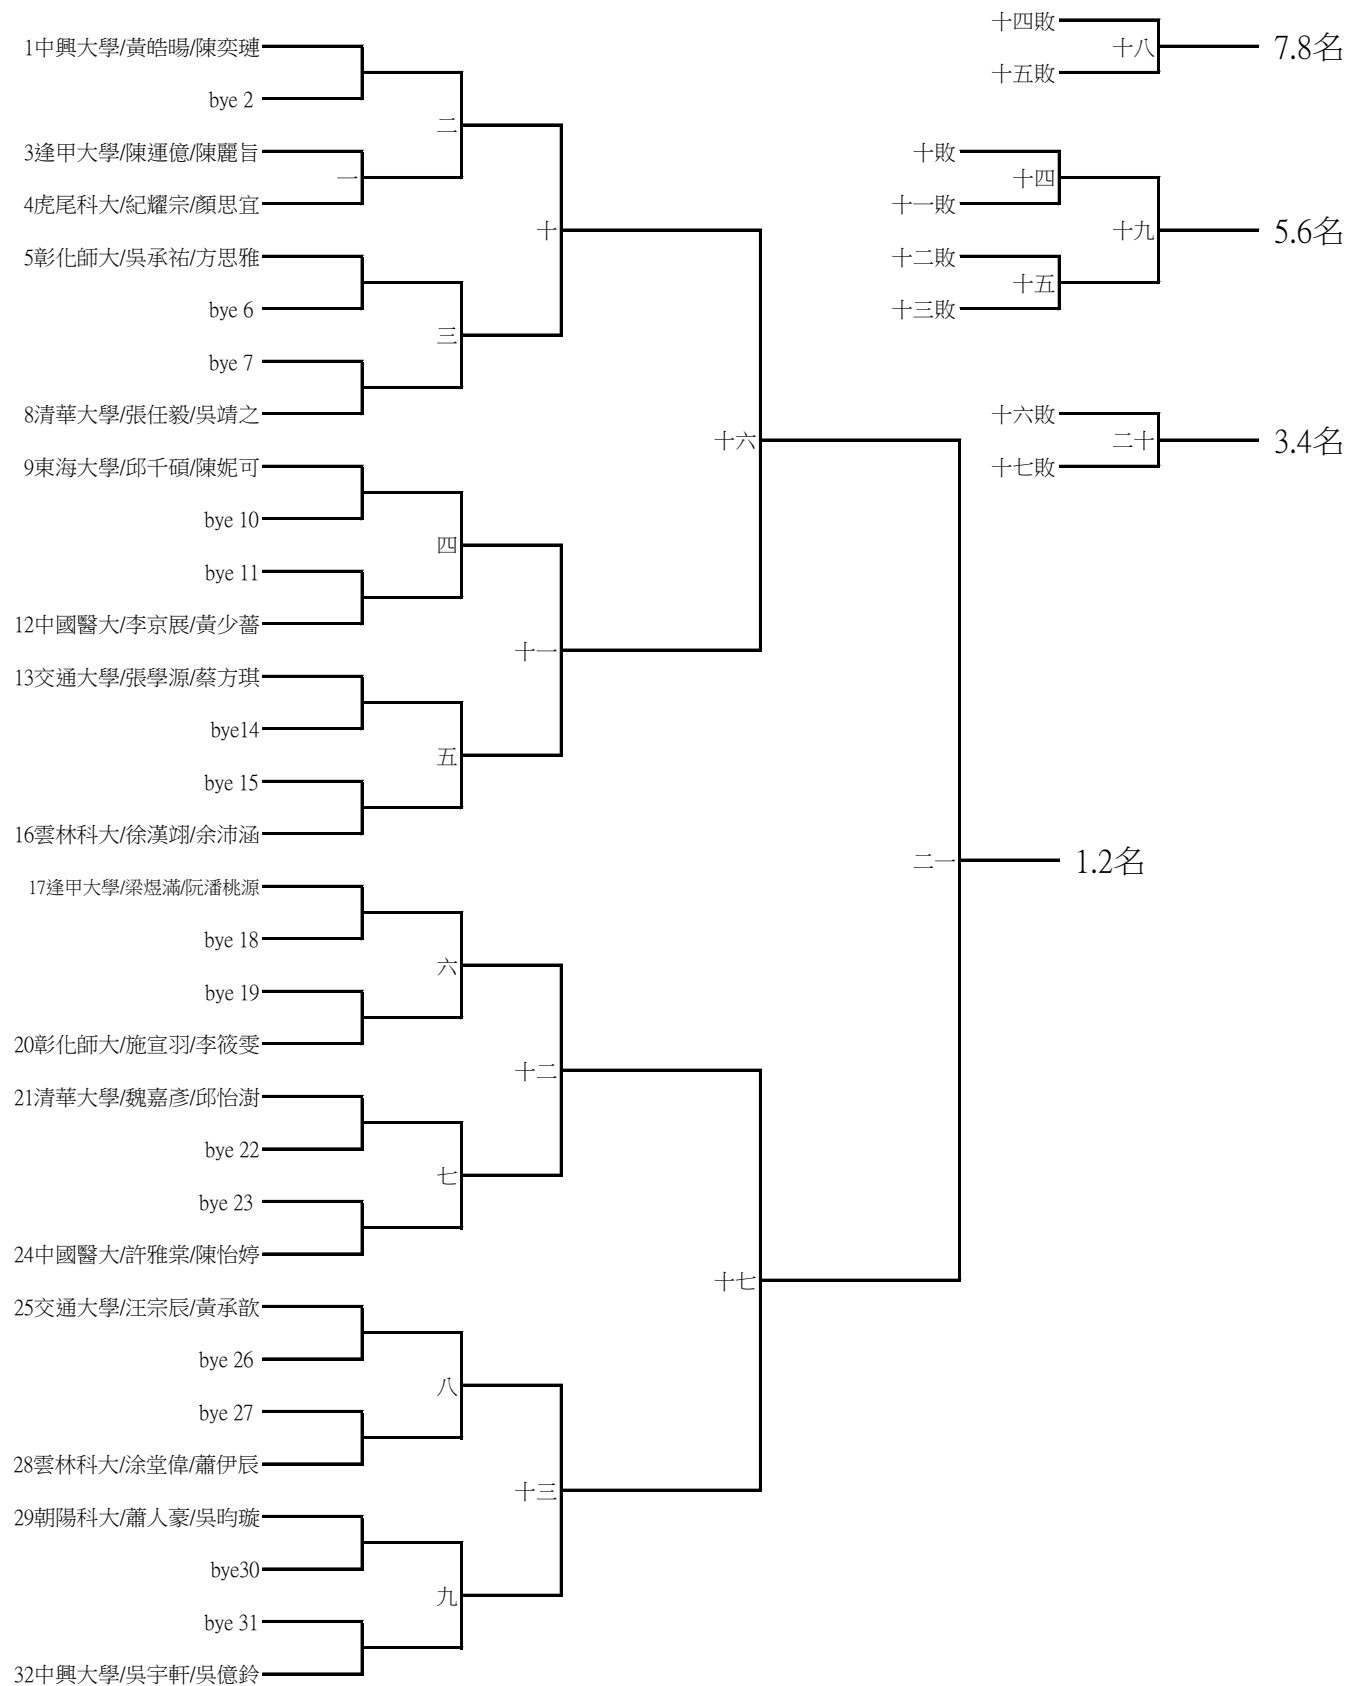 1中興大學/黃皓暘/陳奕璉
bye 2
二
3逢甲大學/陳運億/陳麗旨
一
4虎尾科大/紀耀宗/顏思宜
十
5彰化師大/吳承祐/方思雅
bye 6
三
bye 7
8清華大學/張任毅/吳靖之
十六
9東海大學/邱千碩/陳妮可
bye 10
四
bye 11
12中國醫大/李京展/黃少薔
十一
13交通大學/張學源/蔡方琪
bye14
五
bye 15
16雲林科大/徐漢翊/余沛涵
二一
1.2名
17逢甲大學/梁煜滿/阮潘桃源
bye 18
六
bye 19
20彰化師大/施宣羽/李筱雯
十二
21清華大學/魏嘉彥/邱怡澍
bye 22
七
bye 23
24中國醫大/許雅棠/陳怡婷
十七
25交通大學/汪宗辰/黃承歆
bye 26
八
bye 27
28雲林科大/涂堂偉/蕭伊辰
十三
29朝陽科大/蕭人豪/吳昀璇
bye30
九
bye 31
32中興大學/吳宇軒/吳億鈴
十四敗
十八
7.8名
十五敗
十敗
十四
十一敗
十九
5.6名
十二敗
十五
十三敗
十六敗
二十
3.4名
十七敗